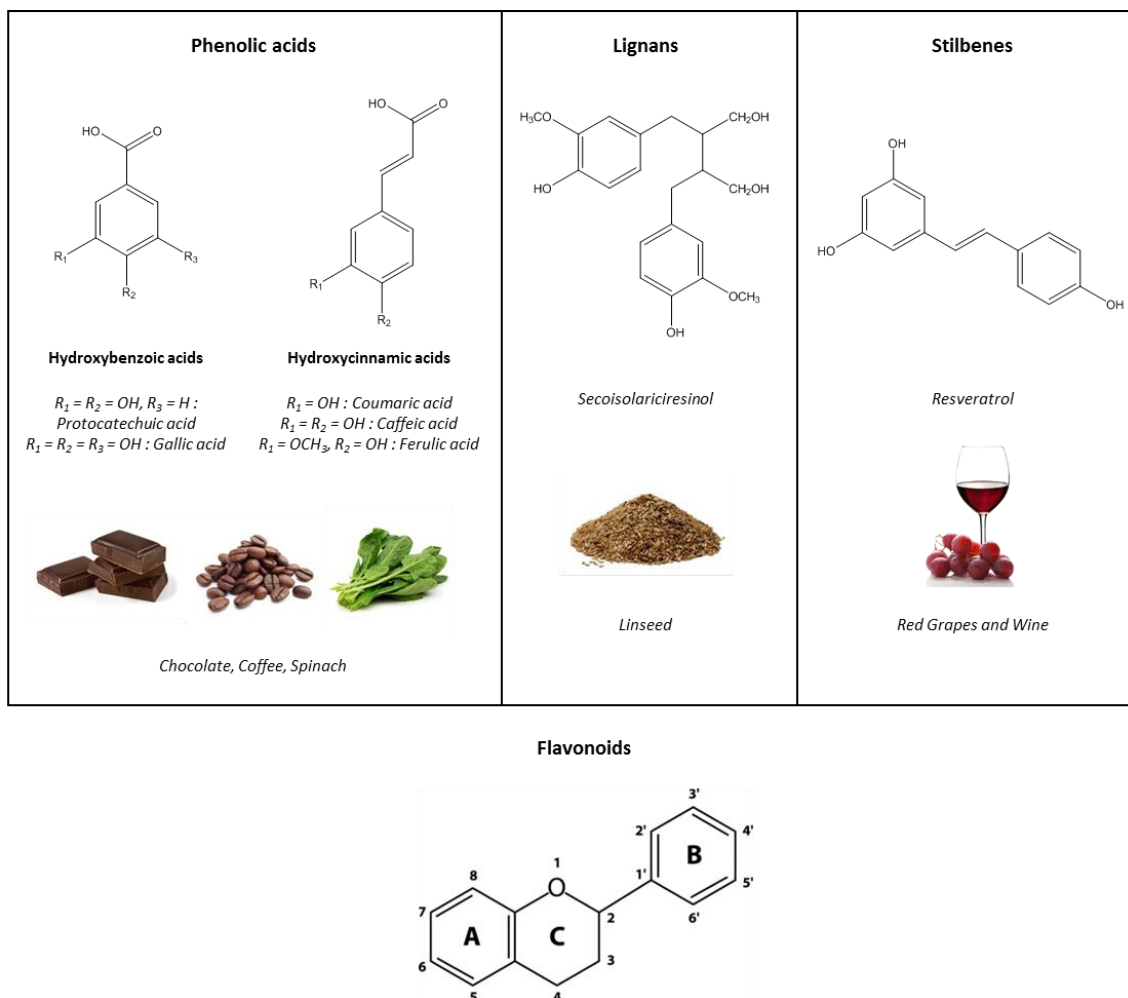 Phenolic acids
HO
O
R₁
R₂
R₃
HO
O
R₁
R₂
Hydroxybenzoic acids
Hydroxycinnamic acids
R₁ = R₂ = OH, R₃ = H :
Protocatechuic acid
R₁ = R₂ = R₃ = OH : Gallic acid
R₁ = OH : Coumaric acid
R₁ = R₂ = OH : Caffeic acid
R₁ = OCH₃, R₂ = OH : Ferulic acid
Chocolate, Coffee, Spinach
Lignans
H₃CO
CH₂OH
HO
CH₂OH
OCH₃
OH
Secoisolariciresinol
Linseed
Stilbenes
OH
HO
OH
Resveratrol
Red Grapes and Wine
Flavonoids
3'
2'
4'
B
1
1'
5'
8
O
6'
7
2
A
C
6
3
5
4